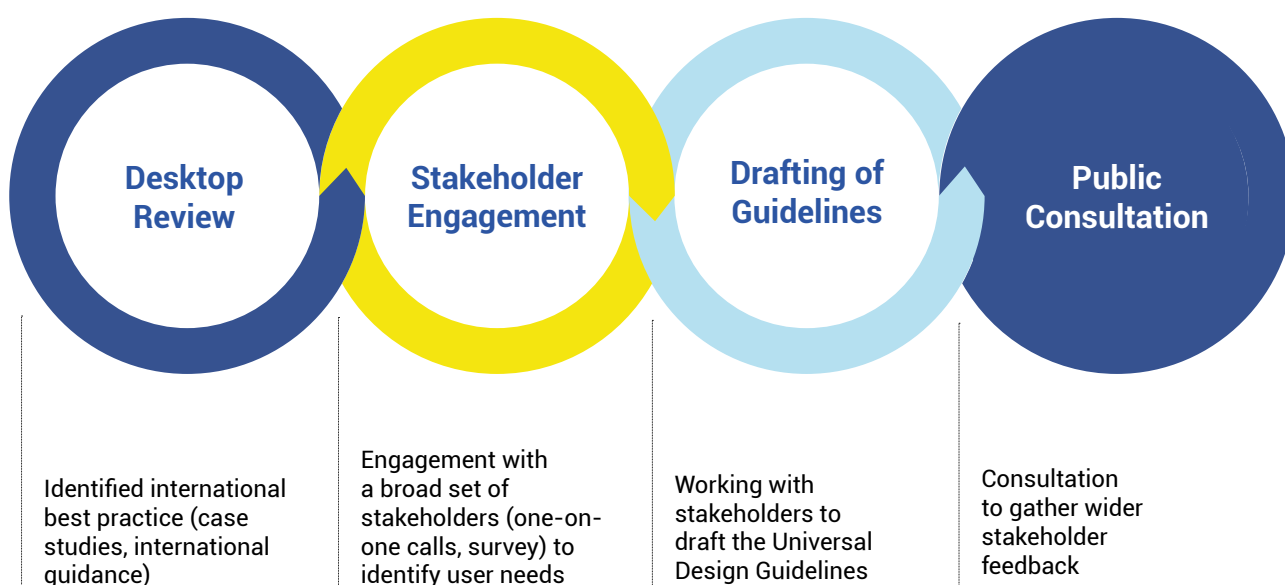 Desktop
Review
Stakeholder
Engagement
Drafting of
Guidelines
Public
Consultation
Identified international
best practice (case
studies, international
guidance)
Engagement with
a broad set of
stakeholders (one-on-
one calls, survey) to
identify user needs
Working with
stakeholders to
draft the Universal
Design Guidelines
Consultation
to gather wider
stakeholder
feedback